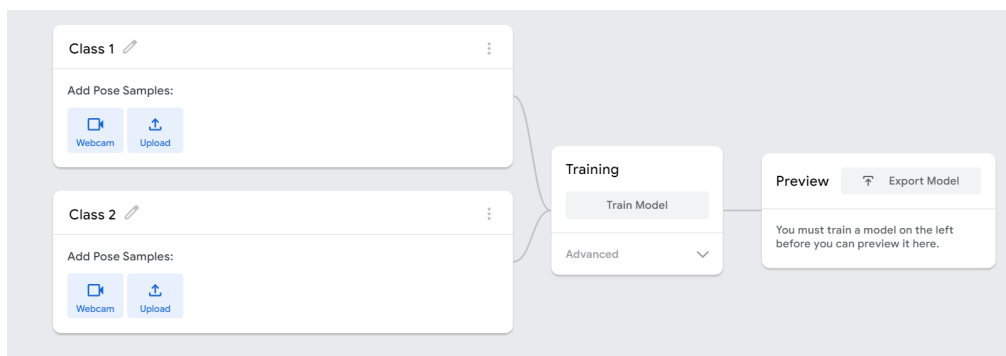 Class 1
Add Pose Samples:
Webcam
Upload
Class 2
Add Pose Samples:
Webcam
Upload
Training
Train Model
Advanced
Preview
Export Model
You must train a model on the left
before you can preview it here.